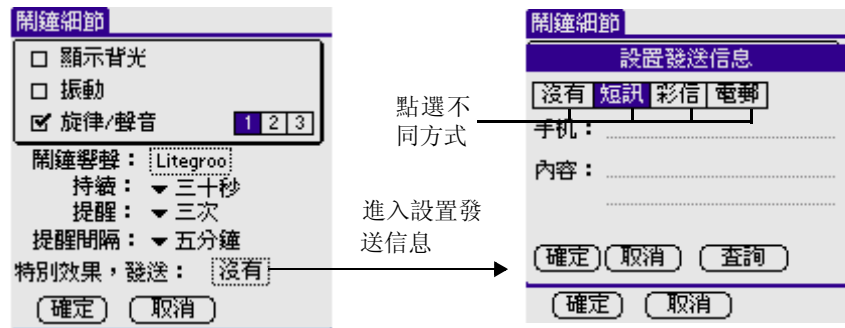 鬧鐘細節
顯示背光
振動
旋律/聲音 1 2 3
鬧鐘響聲： Litegroo
持續： 三十秒
提醒： 三次
提醒間隔： 五分鐘
特別效果，發送： 沒有
確定 取消
點選不
同方式
進入設置發
送信息
鬧鐘細節
設置發送信息
沒有 短訊 彩信 電郵
手机：
內容：
確定 取消 查詢
確定 取消